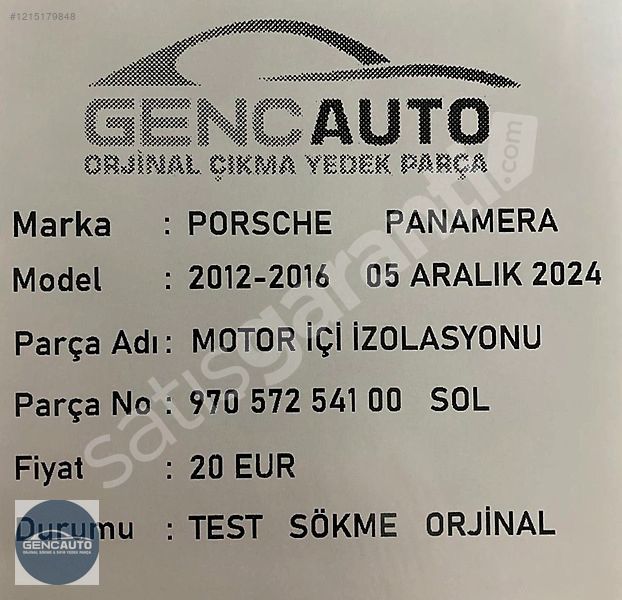 #1215179848
GENCAUTO
ORJİNAL ÇIKMA YEDEK PARÇA
Marka : PORSCHE PANAMERA
Model : 2012-2016 05 ARALIK 2024
Parça Adı : MOTOR İÇİ İZOLASYONU
Parça No : 970 572 541 00 SOL
Fiyat : 20 EUR
Durumu : TEST SÖKME ORJİNAL
satısgaranti.com
GENCAUTO